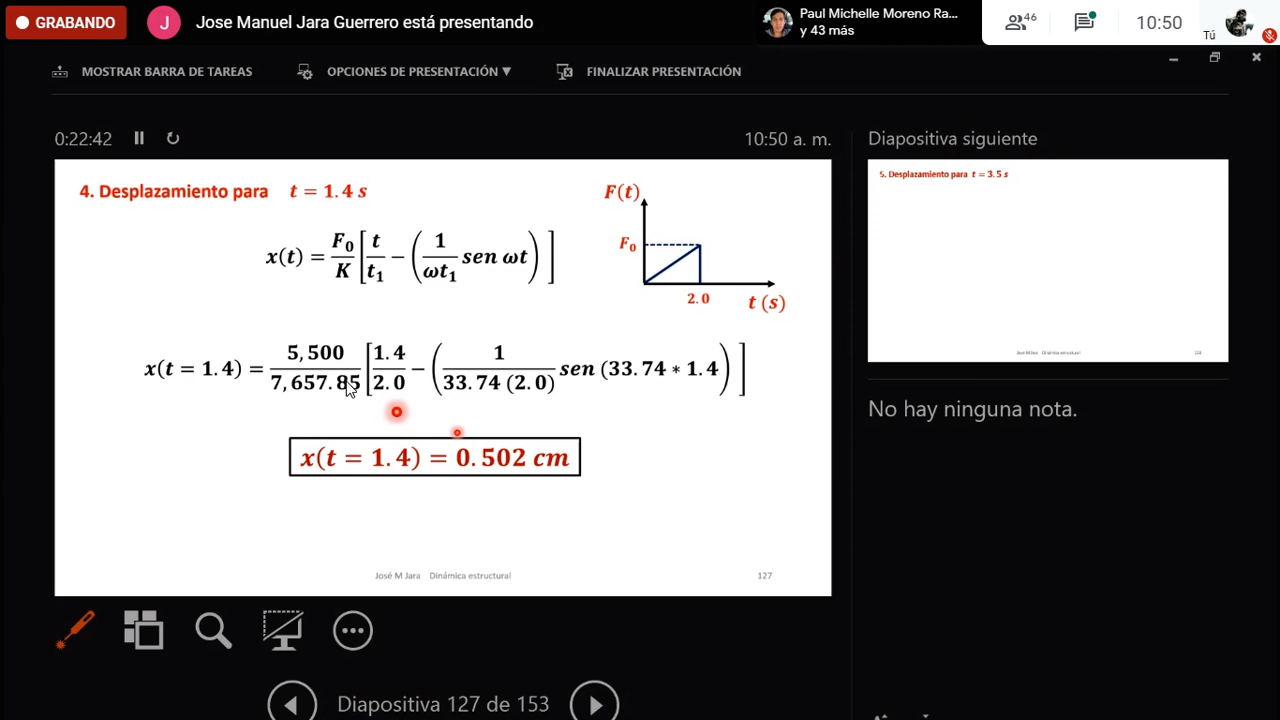 GRABANDO
J
Jose Manuel Jara Guerrero está presentando
Paul Michelle Moreno Ra...
y 43 más
46
10:50
Tú
MOSTRAR BARRA DE TAREAS
OPCIONES DE PRESENTACIÓN ▼
FINALIZAR PRESENTACIÓN
0:22:42
10:50 a. m.
Diapositiva siguiente
4. Desplazamiento para t = 1.4 s
F(t)
x(t) = F₀/K [t/t₁ − (1/ωt₁ sen ωt)]
F₀
2.0
t (s)
x(t = 1.4) = 5,500/7,657.85 [1.4/2.0 − (1/33.74 (2.0) sen (33.74 * 1.4)]
x(t = 1.4) = 0.502 cm
José M Jara Dinámica estructural
127
5. Desplazamiento para t = 3.5 s
No hay ninguna nota.
Diapositiva 127 de 153